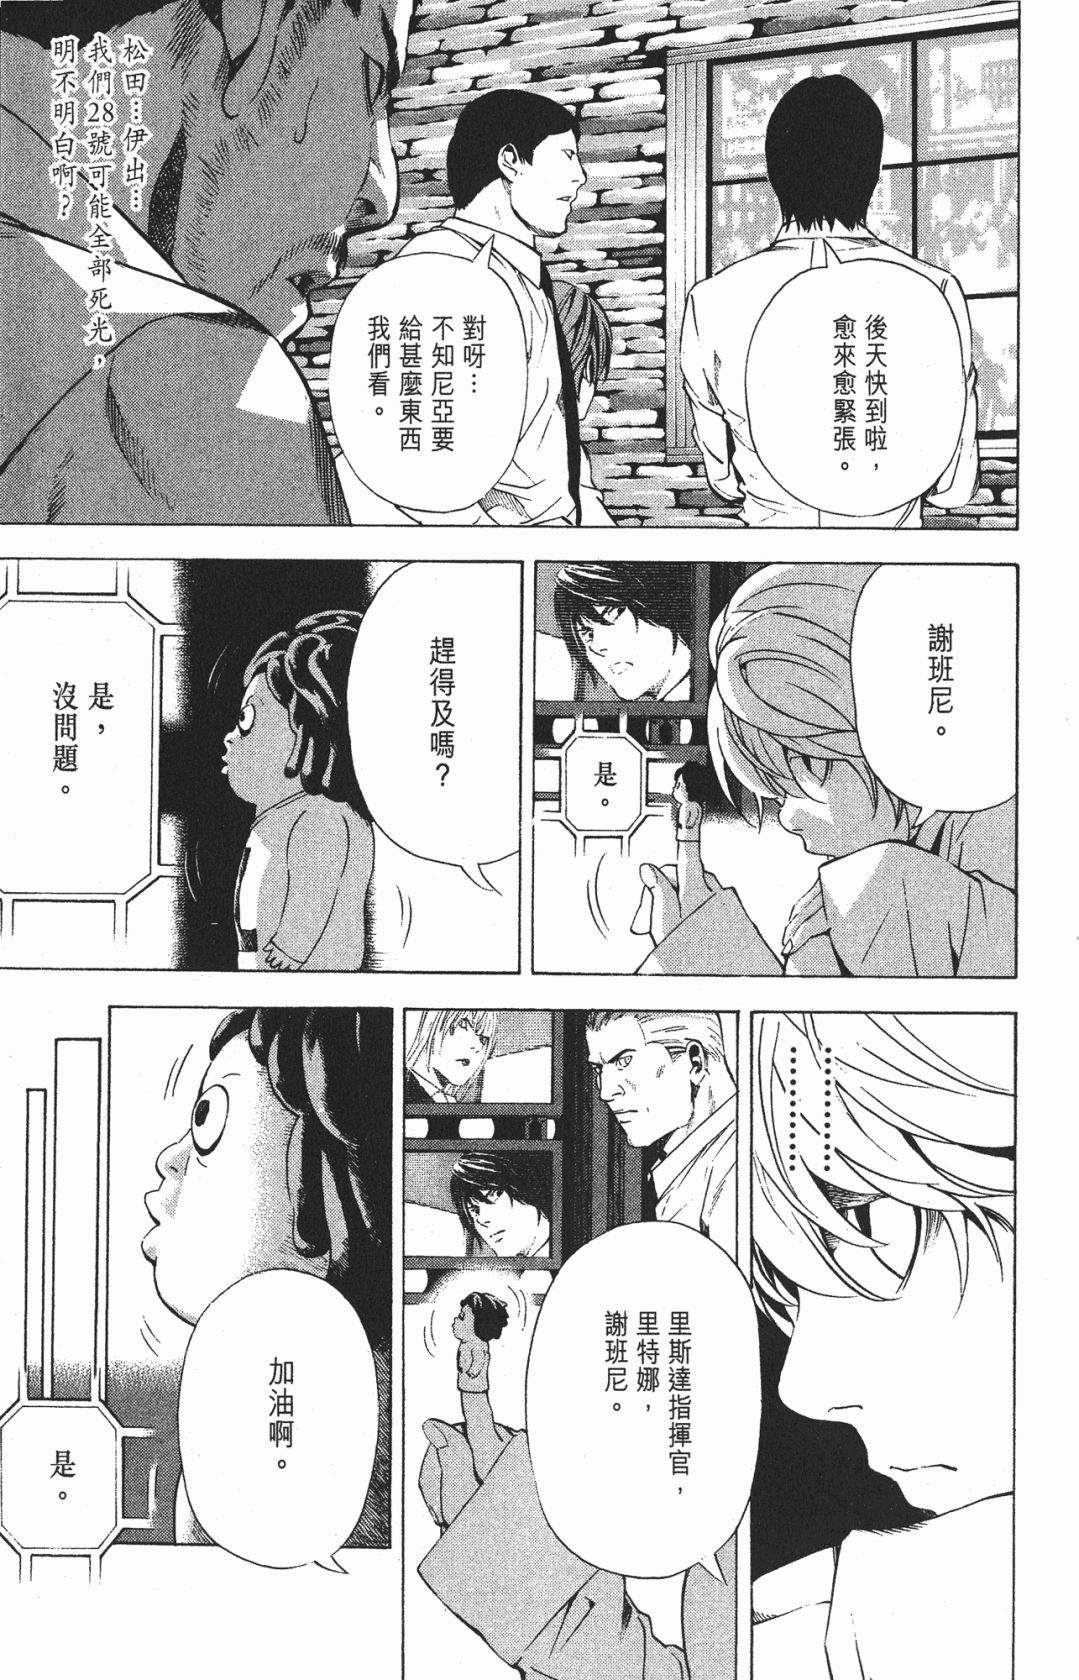 後天快到啦，
愈來愈緊張。
對呀…
不知尼亞要
給甚麼東西
我們看。
松田…伊出…
我們28號可能全部死光，
明不明白啊？
謝班尼。
是。
趕得及嗎？
是，
沒問題。
………
………
里斯達指揮官，
里特娜，
謝班尼。
加油啊。
是。